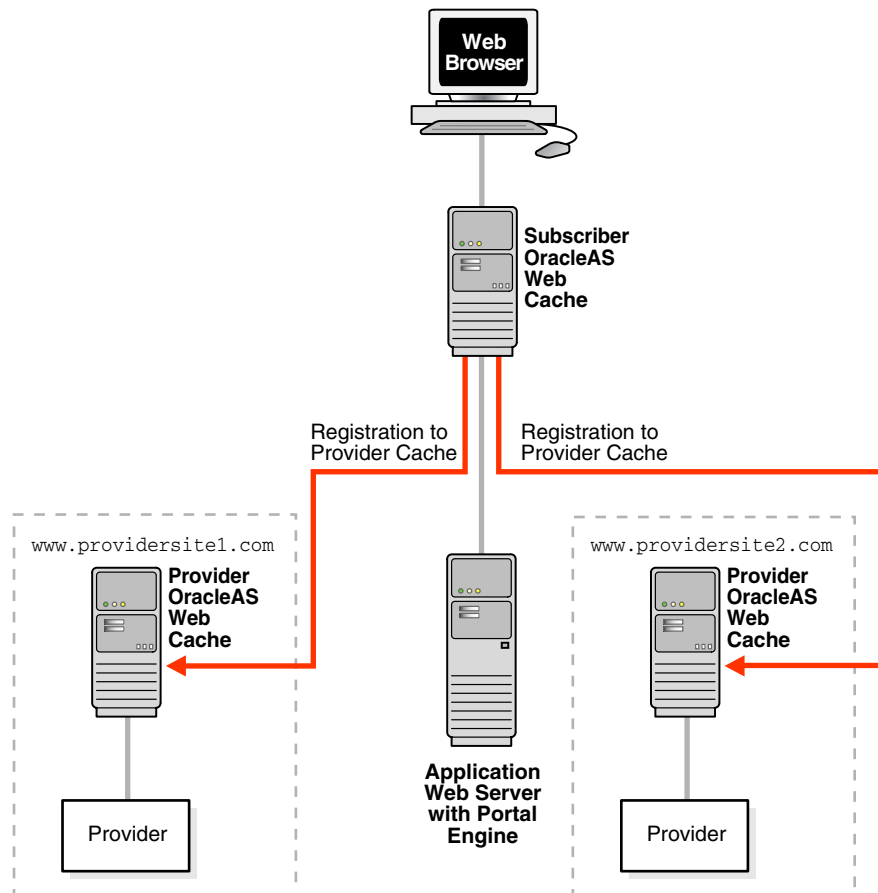 Web
Browser
Subscriber
OracleAS
Web
Cache
Registration to
Provider Cache
Registration to
Provider Cache
www.providersite1.com
Provider
OracleAS
Web
Cache
Provider
Application
Web Server
with Portal
Engine
www.providersite2.com
Provider
OracleAS
Web
Cache
Provider